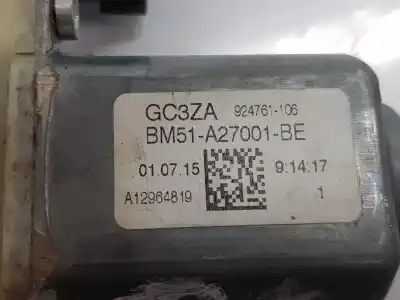 GC3ZA 924761-106
BM51-A27001-BE
01.07.15 9:14:17
A12964819 1